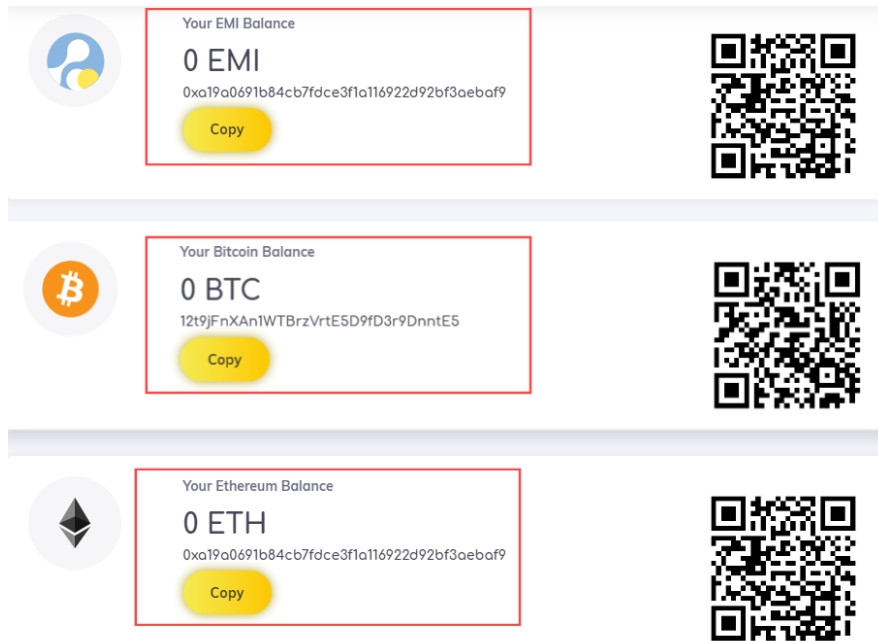 Your EMI Balance
0 EMI
0xa19a0691b84cb7fdce3f1a116922d92bf3aebaf9
Copy
Your Bitcoin Balance
0 BTC
12t9jFnXAn1WTBrzVrtE5D9fD3r9DnntE5
Copy
Your Ethereum Balance
0 ETH
0xa19a0691b84cb7fdce3f1a116922d92bf3aebaf9
Copy